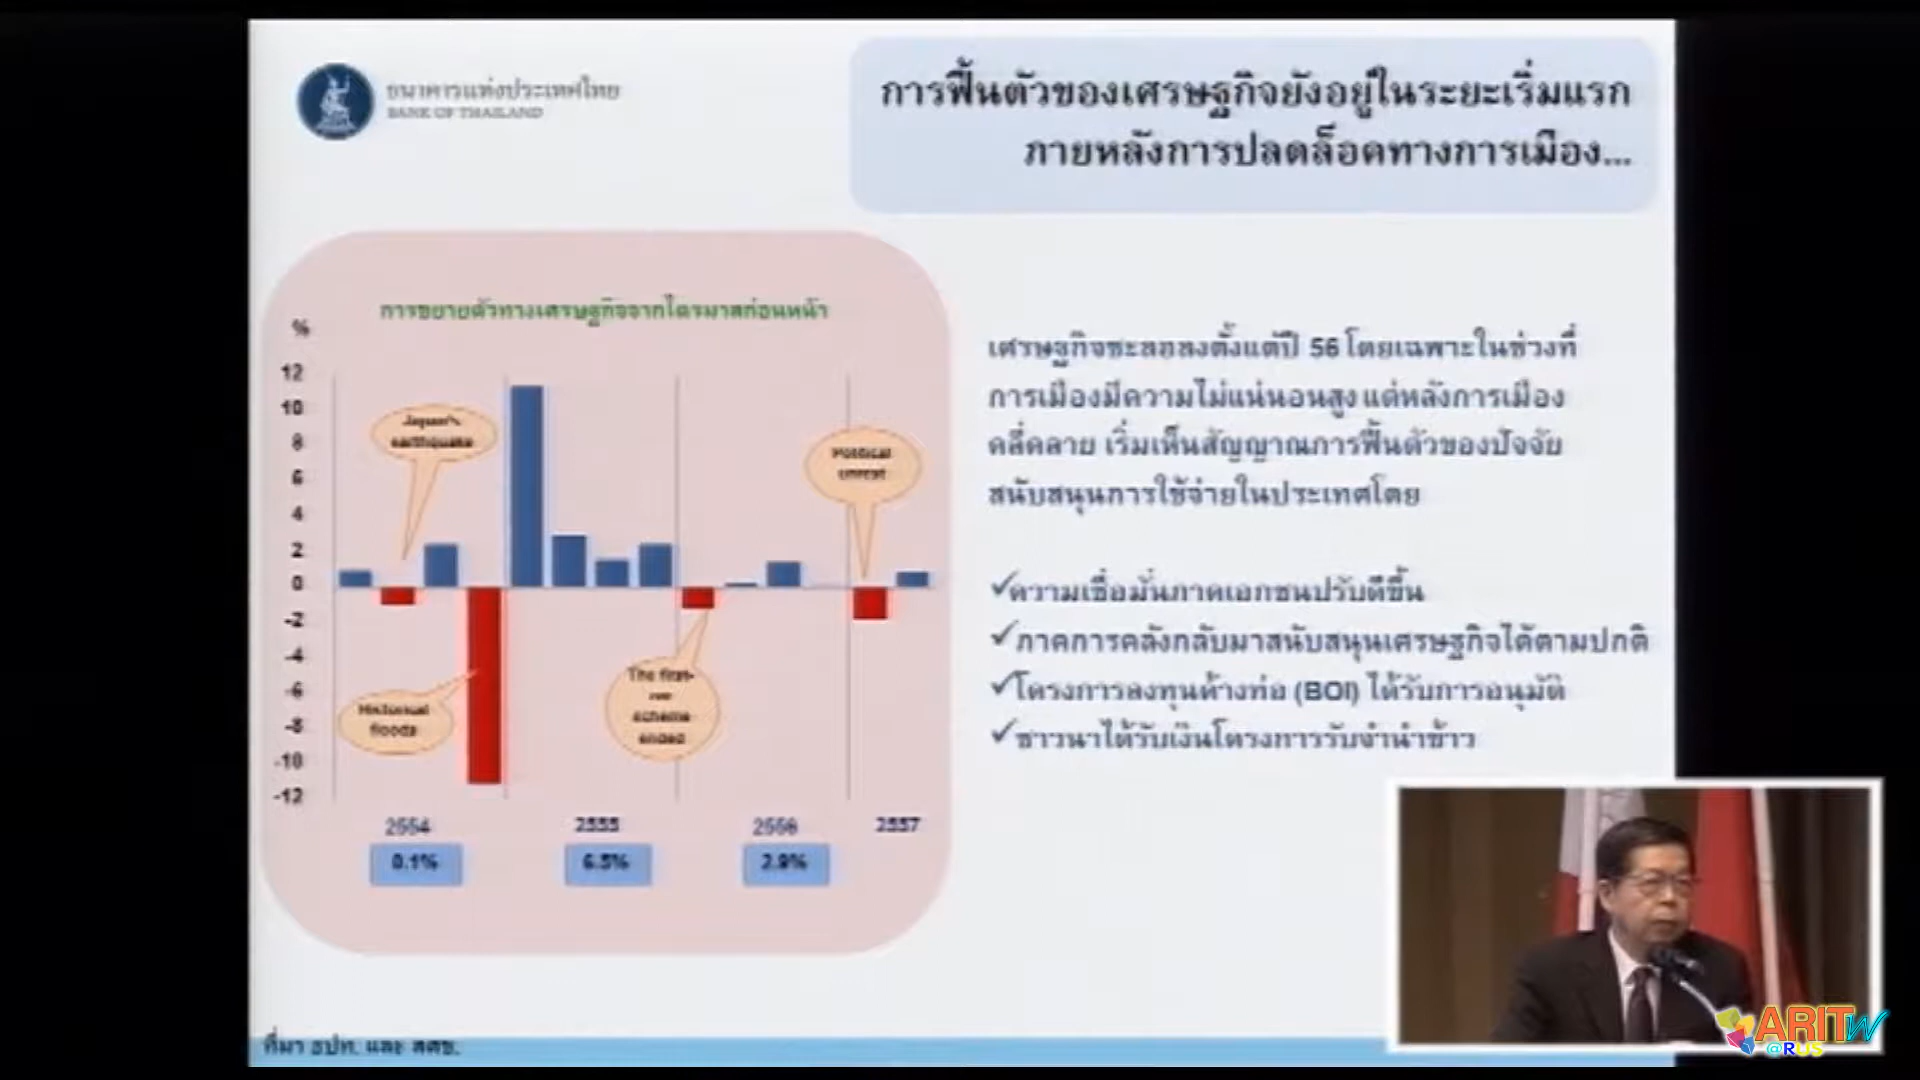 ธนาคารแห่งประเทศไทย
BANK OF THAILAND
การฟื้นตัวของเศรษฐกิจยังอยู่ในระยะเริ่มแรก
ภายหลังการปลดล็อคทางการเมือง...
การขยายตัวทางเศรษฐกิจจากไตรมาสก่อนหน้า
%
12
10
8
6
4
2
0
-2
-4
-6
-8
-10
-12
Japan's
earthquake
Political
unrest
Historical
floods
The first-
car
scheme
ended
2554
2555
2556
2557
0.1%
6.5%
2.9%
เศรษฐกิจชะลอลงตั้งแต่ปี 56 โดยเฉพาะในช่วงที่
การเมืองมีความไม่แน่นอนสูง แต่หลังการเมือง
คลี่คลาย เริ่มเห็นสัญญาณการฟื้นตัวของปัจจัย
สนับสนุนการใช้จ่ายในประเทศโดย
✓ความเชื่อมั่นภาคเอกชนปรับดีขึ้น
✓ภาคการคลังกลับมาสนับสนุนเศรษฐกิจได้ตามปกติ
✓โครงการลงทุนค้างท่อ (BOI) ได้รับการอนุมัติ
✓ชาวนาได้รับเงินโครงการรับจำนำข้าว
ที่มา ธปท. และ สศช.
ARITW
@RUS